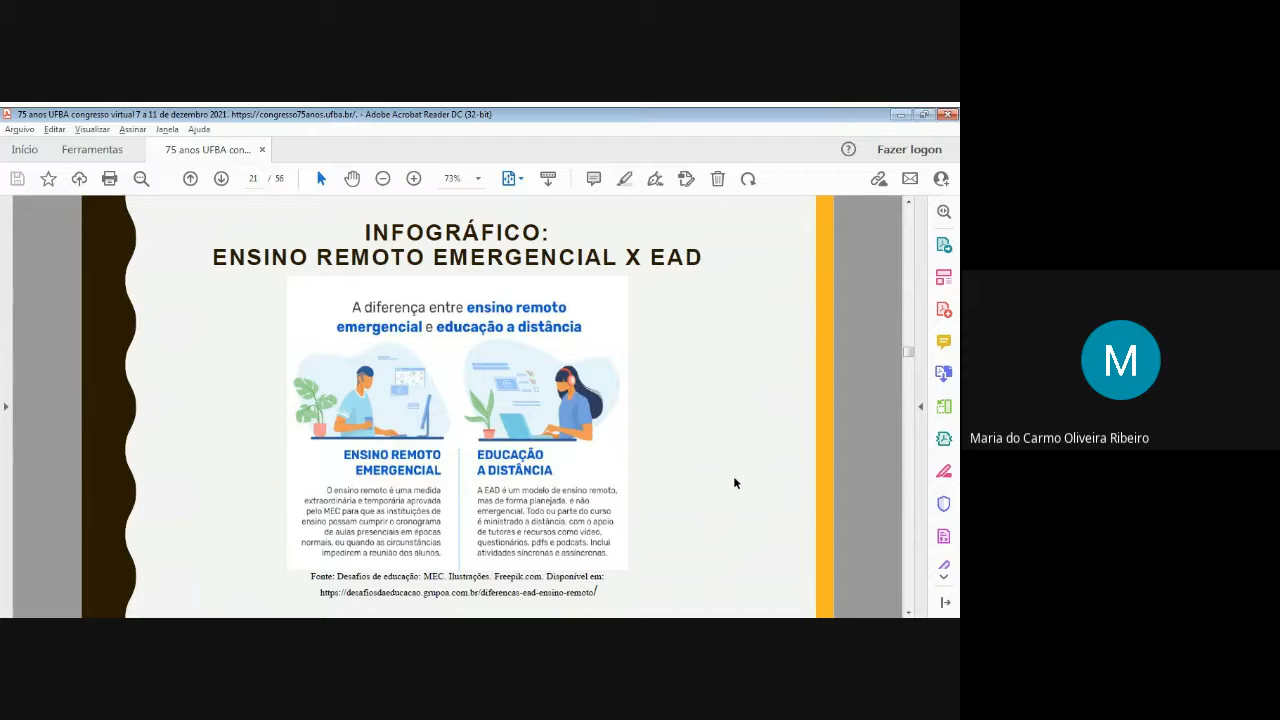 75 anos UFBA congresso virtual 7 a 11 de dezembro 2021. https://congresso75anos.ufba.br/. - Adobe Acrobat Reader DC (32-bit)
Arquivo Editar Visualizar Assinar Janela Ajuda
Início Ferramentas 75 anos UFBA con... × Fazer logon
21 / 56 73%
INFOGRÁFICO:
ENSINO REMOTO EMERGENCIAL X EAD
A diferença entre ensino remoto
emergencial e educação a distância
ENSINO REMOTO
EMERGENCIAL
O ensino remoto é uma medida
extraordinária e temporária aprovada
pelo MEC para que as instituições de
ensino possam cumprir o cronograma
de aulas presenciais em épocas
normais, ou quando as circunstâncias
impedirem a reunião dos alunos.
EDUCAÇÃO
A DISTÂNCIA
A EAD é um modelo de ensino remoto,
mas de forma planejada, e não
emergencial. Todo ou parte do curso
é ministrado a distância, com o apoio
de tutores e recursos como vídeo,
questionários, pdfs e podcats. Inclui
atividades síncronas e assíncronas.
Fonte: Desafios de educação: MEC. Ilustrações. Freepik.com. Disponível em:
https://desafiosdaeducacao.grupoa.com.br/diferencas-ead-ensino-remoto/
M
Maria do Carmo Oliveira Ribeiro